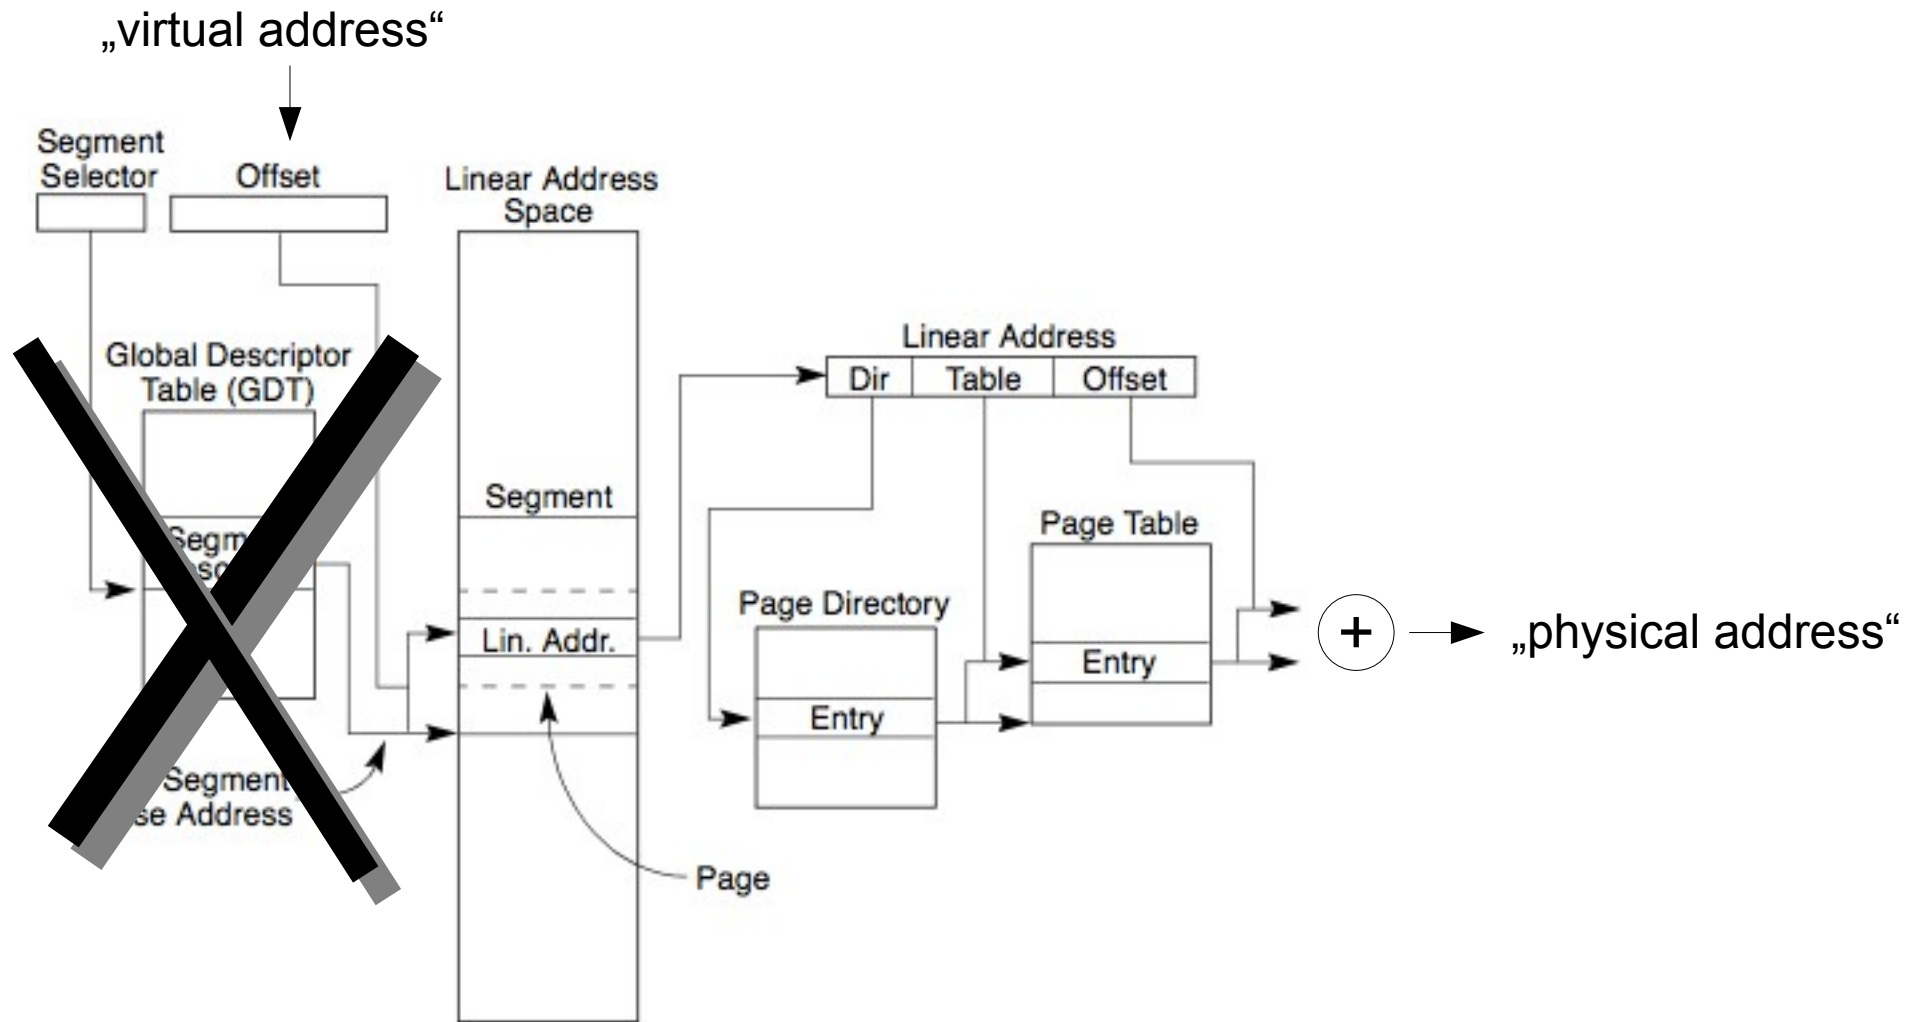 „virtual address“
Segment
Selector
Offset
Linear Address
Space
Global Descriptor
Table (GDT)
Segment
Lin. Addr.
Segment
Address
Page
Linear Address
Dir
Table
Offset
Page Directory
Entry
Page Table
Entry
+
„physical address“